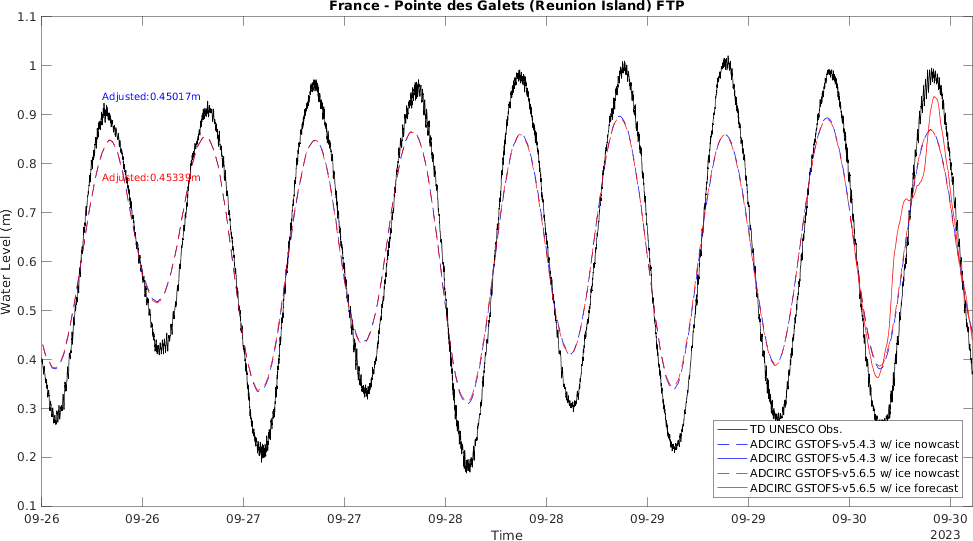 France - Pointe des Galets (Reunion Island) FTP
1.1
1
0.9
0.8
0.7
0.6
0.5
0.4
0.3
0.2
0.1
Water Level (m)
Adjusted:0.45017m
Adjusted:0.45339m
TD UNESCO Obs.
ADCIRC GSTOFS-v5.4.3 w/ ice nowcast
ADCIRC GSTOFS-v5.4.3 w/ ice forecast
ADCIRC GSTOFS-v5.6.5 w/ ice nowcast
ADCIRC GSTOFS-v5.6.5 w/ ice forecast
09-26 09-26 09-27 09-27 09-28 09-28 09-29 09-29 09-30 09-30
2023
Time